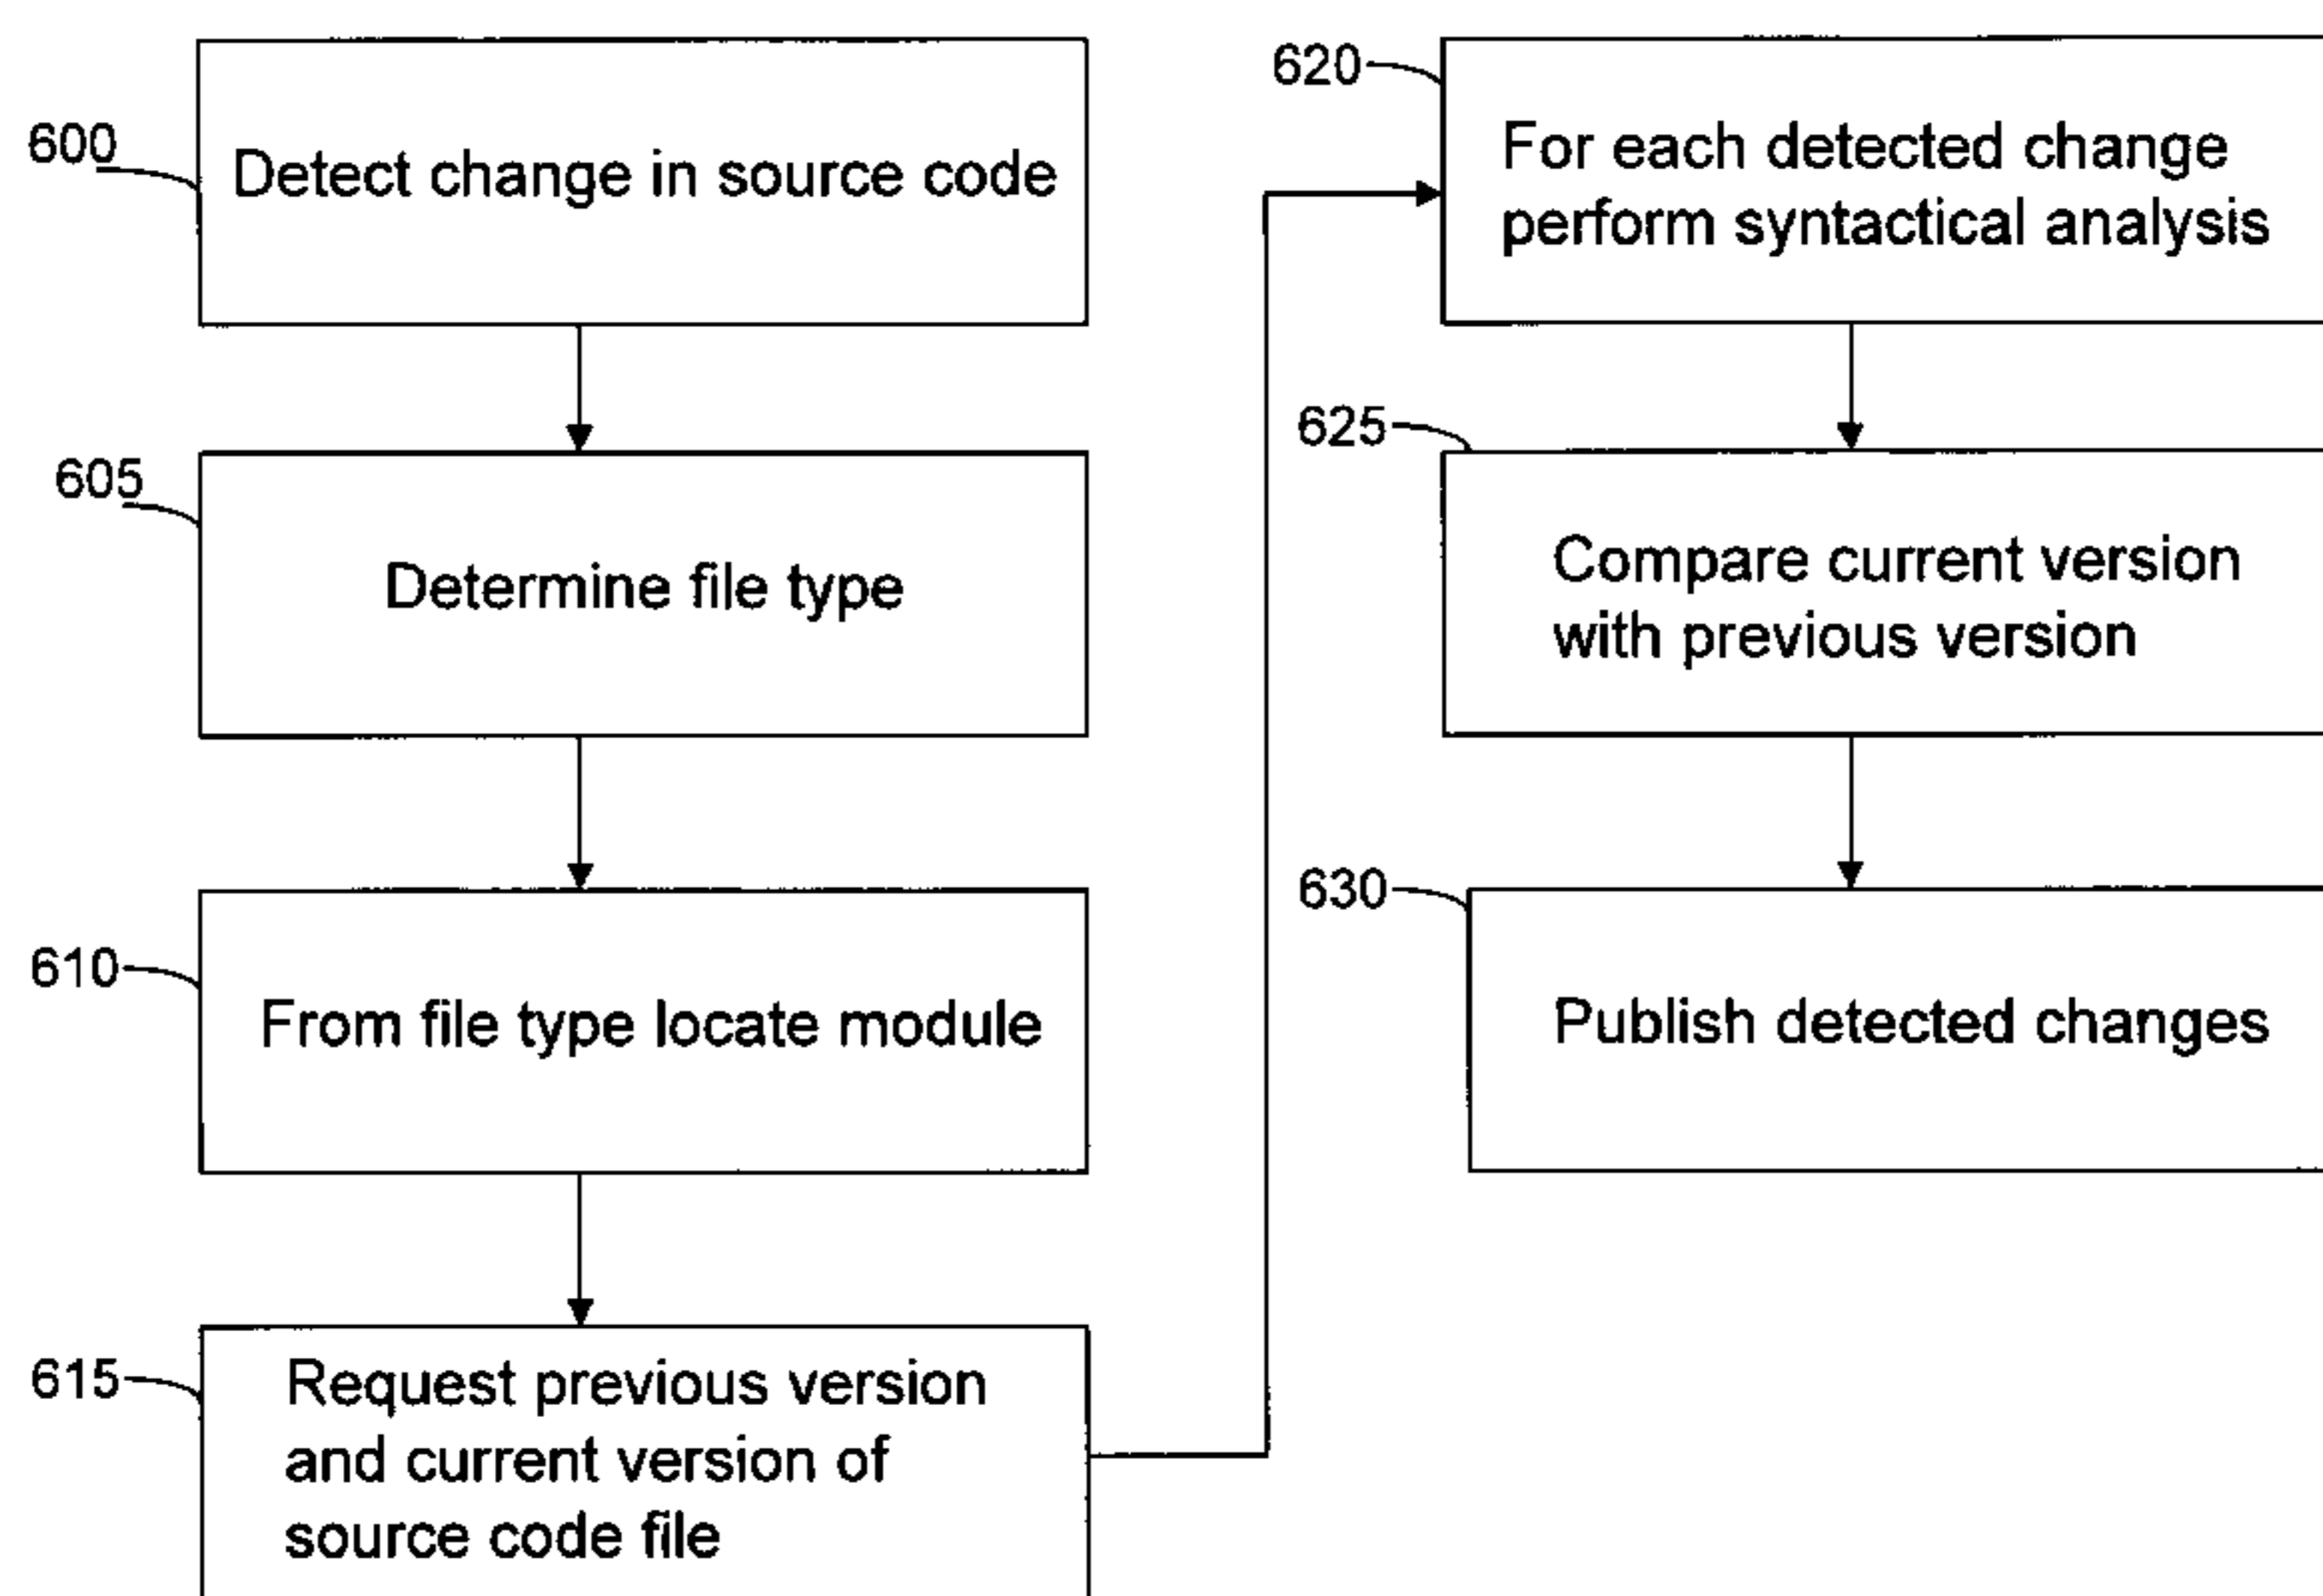 600
Detect change in source code
605
Determine file type
610
From file type locate module
615
Request previous version
and current version of
source code file
620
For each detected change
perform syntactical analysis
625
Compare current version
with previous version
630
Publish detected changes